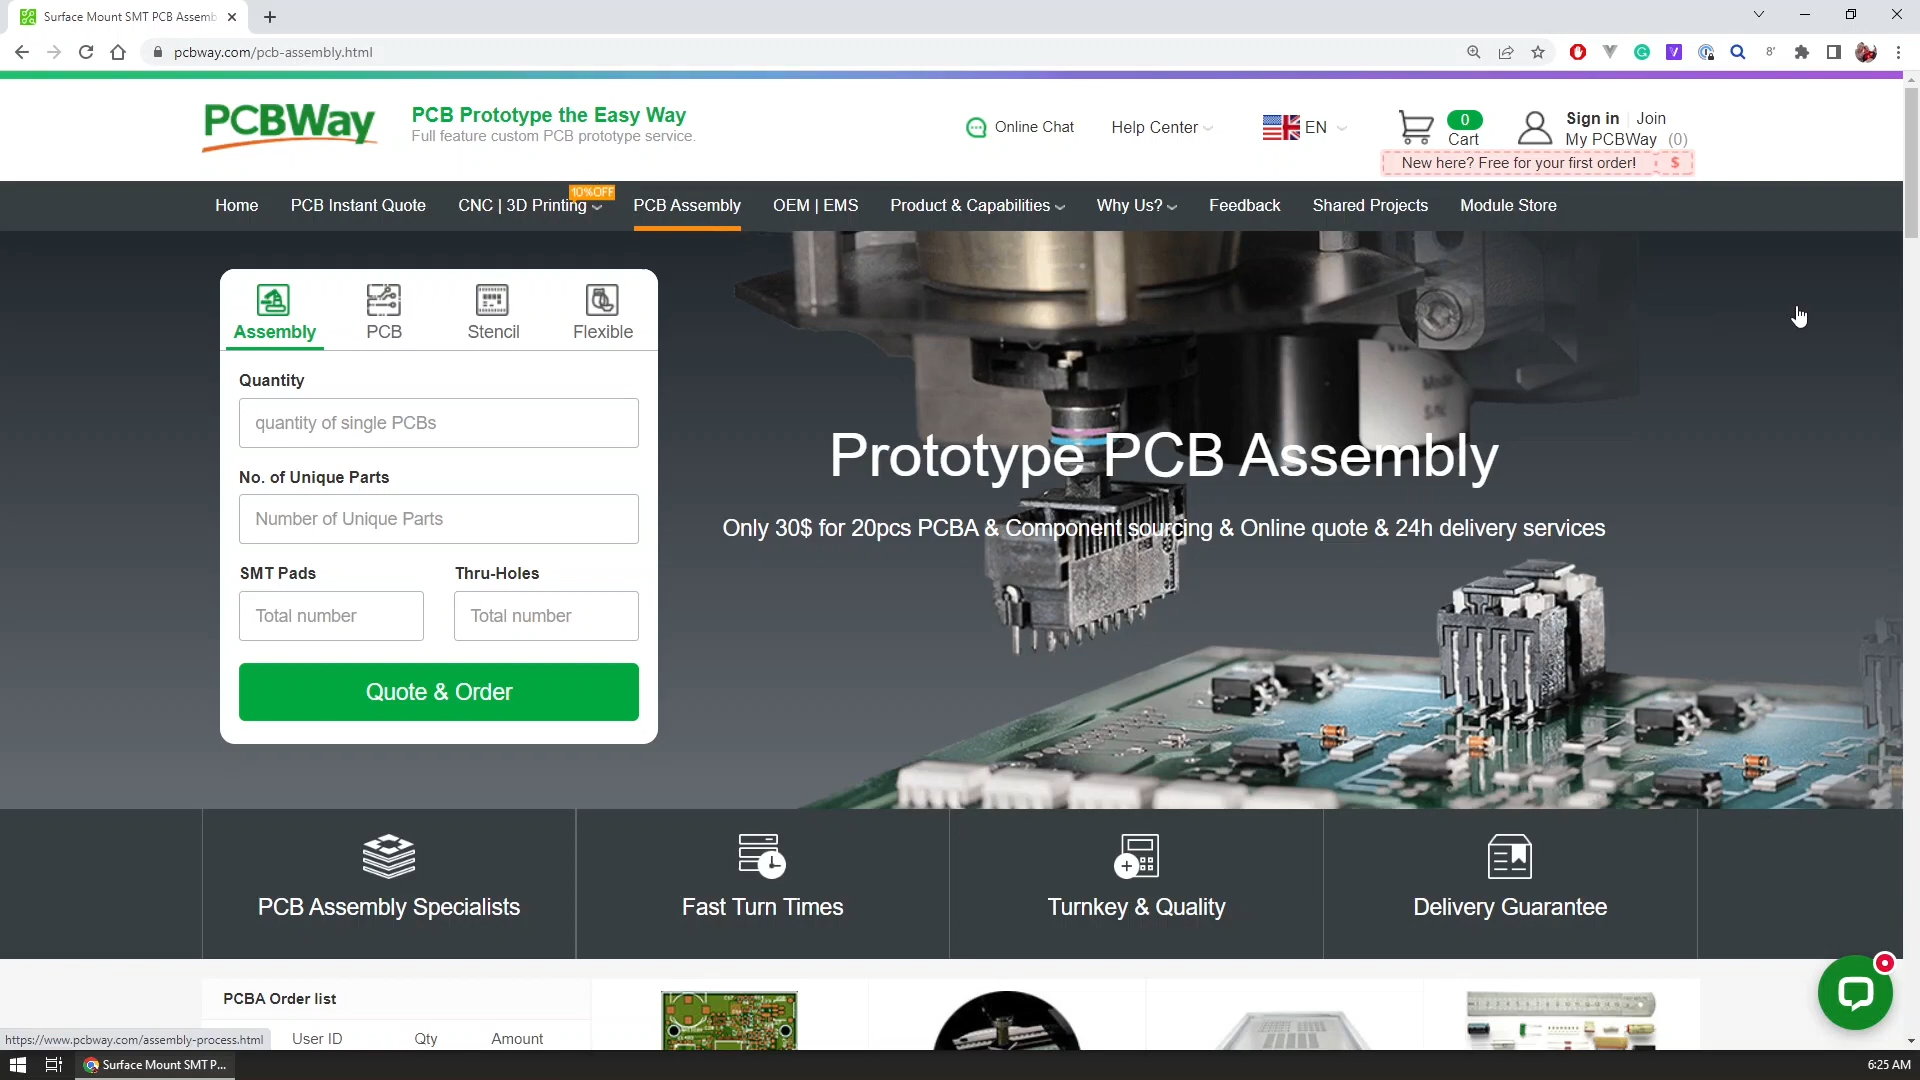 Surface Mount SMT PCB Assemb
pcbway.com/pcb-assembly.html
PCBWay
PCB Prototype the Easy Way
Full feature custom PCB prototype service.
Online Chat
Help Center
EN
0
Cart
Sign in
Join
My PCBWay (0)
New here? Free for your first order! $
10%OFF
Home
PCB Instant Quote
CNC | 3D Printing
PCB Assembly
OEM | EMS
Product & Capabilities
Why Us?
Feedback
Shared Projects
Module Store
Assembly
PCB
Stencil
Flexible
Quantity
quantity of single PCBs
No. of Unique Parts
Number of Unique Parts
SMT Pads
Thru-Holes
Total number
Total number
Quote & Order
Prototype PCB Assembly
Only 30$ for 20pcs PCBA & Component sourcing & Online quote & 24h delivery services
PCB Assembly Specialists
Fast Turn Times
Turnkey & Quality
Delivery Guarantee
PCBA Order list
User ID
Qty
Amount
https://www.pcbway.com/assembly-process.html
Surface Mount SMT P...
6:25 AM